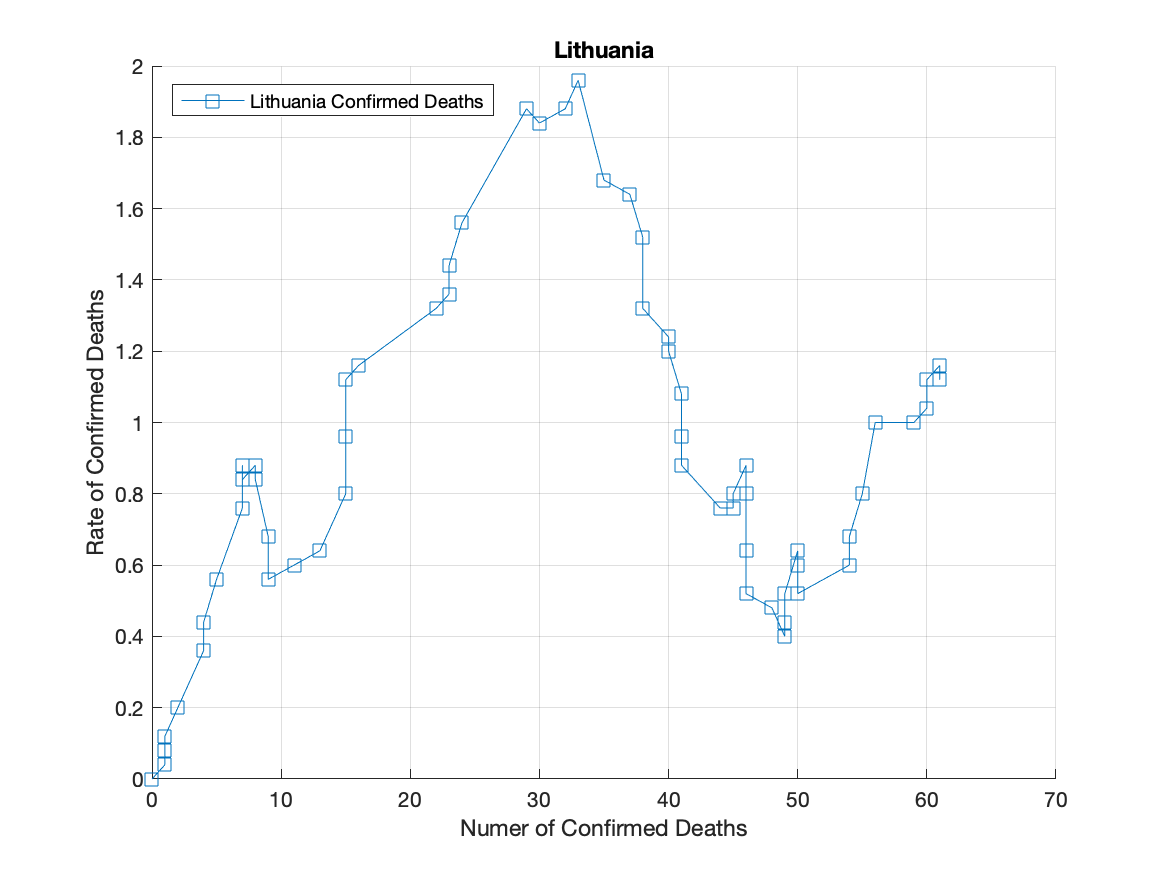 Lithuania
Lithuania Confirmed Deaths
2
1.8
1.6
1.4
1.2
1
0.8
0.6
0.4
0.2
0
Rate of Confirmed Deaths
0 10 20 30 40 50 60 70
Numer of Confirmed Deaths